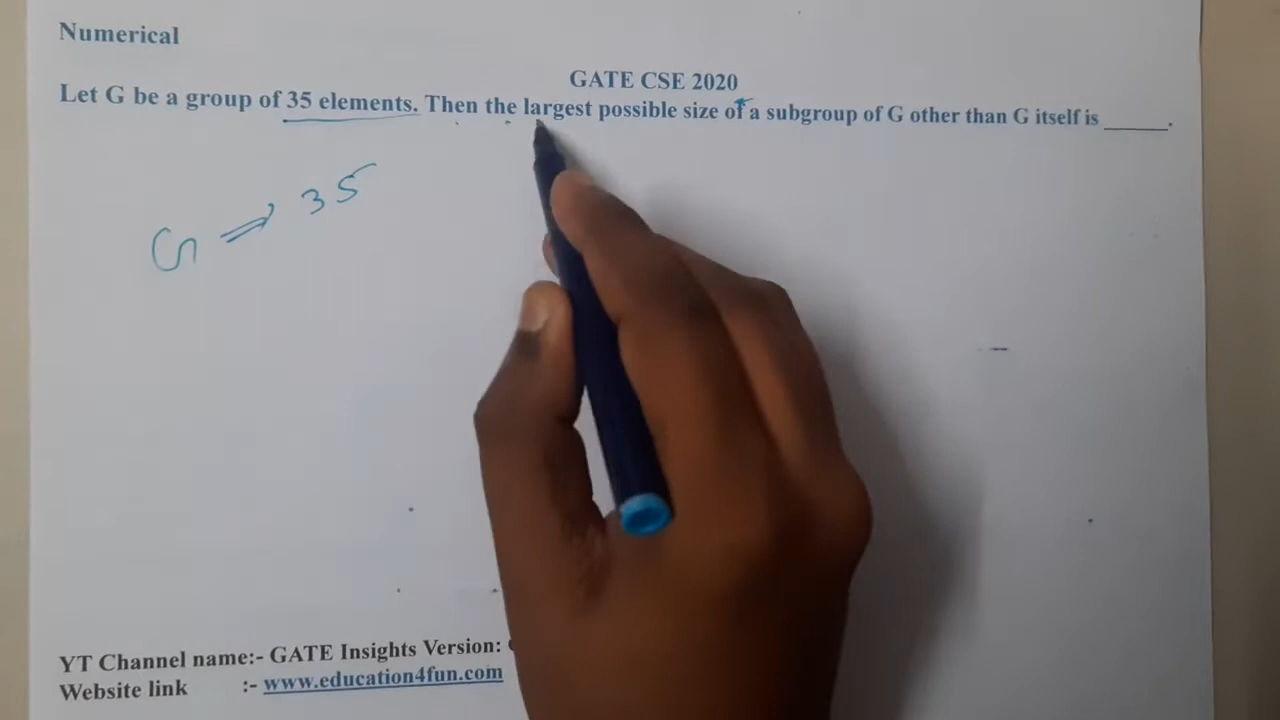 Numerical
GATE CSE 2020
Let G be a group of 35 elements. Then the largest possible size of a subgroup of G other than G itself is ______.
G ⇒ 35
YT Channel name:- GATE Insights Version:
Website link :- www.education4fun.com